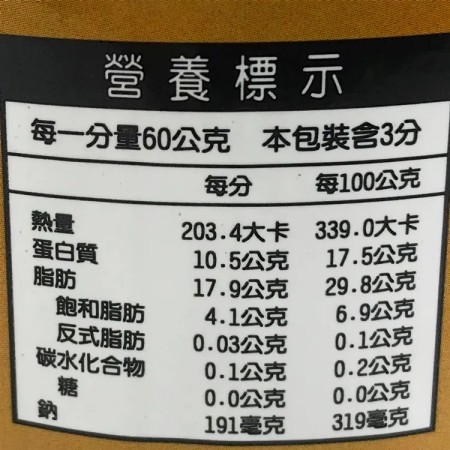 營養標示
每一分量60公克 本包裝含3分
每分 每100公克
熱量 203.4大卡 339.0大卡
蛋白質 10.5公克 17.5公克
脂肪 17.9公克 29.8公克
飽和脂肪 4.1公克 6.9公克
反式脂肪 0.03公克 0.1公克
碳水化合物 0.1公克 0.2公克
糖 0.0公克 0.0公克
鈉 191毫克 319毫克